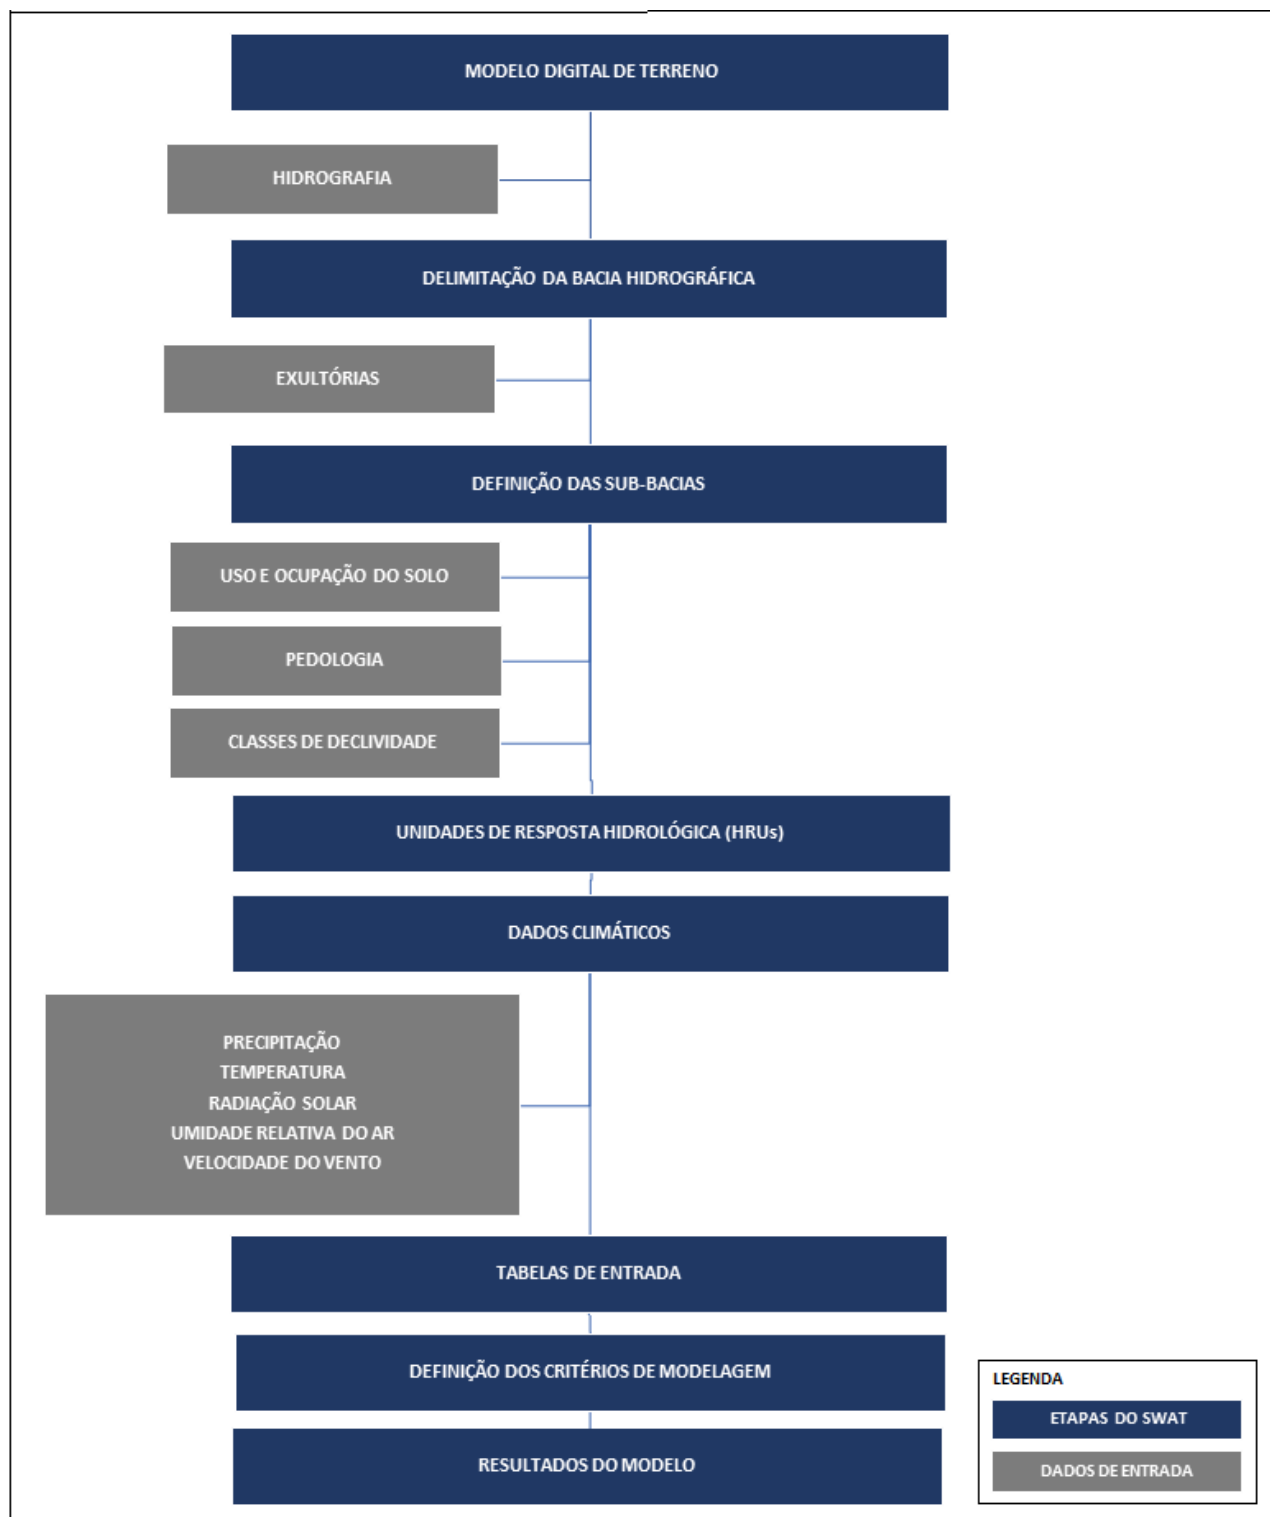 MODELO DIGITAL DE TERRENO
HIDROGRAFIA
DELIMITAÇÃO DA BACIA HIDROGRÁFICA
EXULTÓRIAS
DEFINIÇÃO DAS SUB-BACIAS
USO E OCUPAÇÃO DO SOLO
PEDOLOGIA
CLASSES DE DECLIVIDADE
UNIDADES DE RESPOSTA HIDROLÓGICA (HRUs)
DADOS CLIMÁTICOS
PRECIPITAÇÃO
TEMPERATURA
RADIAÇÃO SOLAR
UMIDADE RELATIVA DO AR
VELOCIDADE DO VENTO
TABELAS DE ENTRADA
DEFINIÇÃO DOS CRITÉRIOS DE MODELAGEM
RESULTADOS DO MODELO
LEGENDA
ETAPAS DO SWAT
DADOS DE ENTRADA